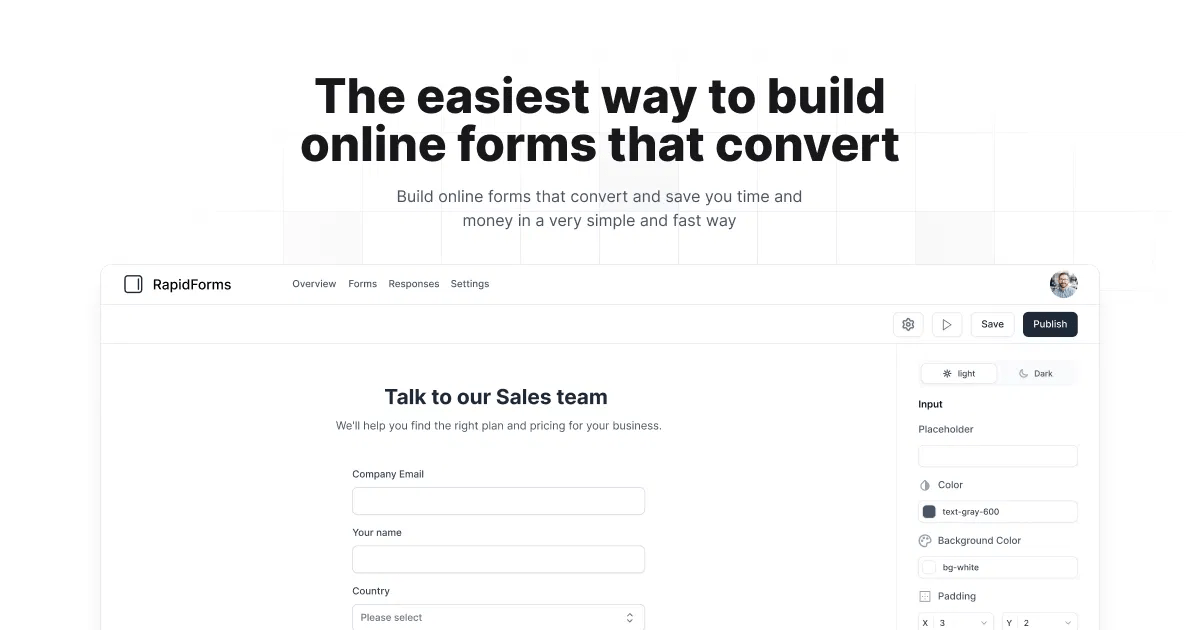 The easiest way to build
online forms that convert
Build online forms that convert and save you time and
money in a very simple and fast way
RapidForms
Overview Forms Responses Settings
Save Publish
light Dark
Talk to our Sales team
We'll help you find the right plan and pricing for your business.
Company Email
Your name
Country
Please select
Input
Placeholder
Color
text-gray-600
Background Color
bg-white
Padding
X 3 Y 2